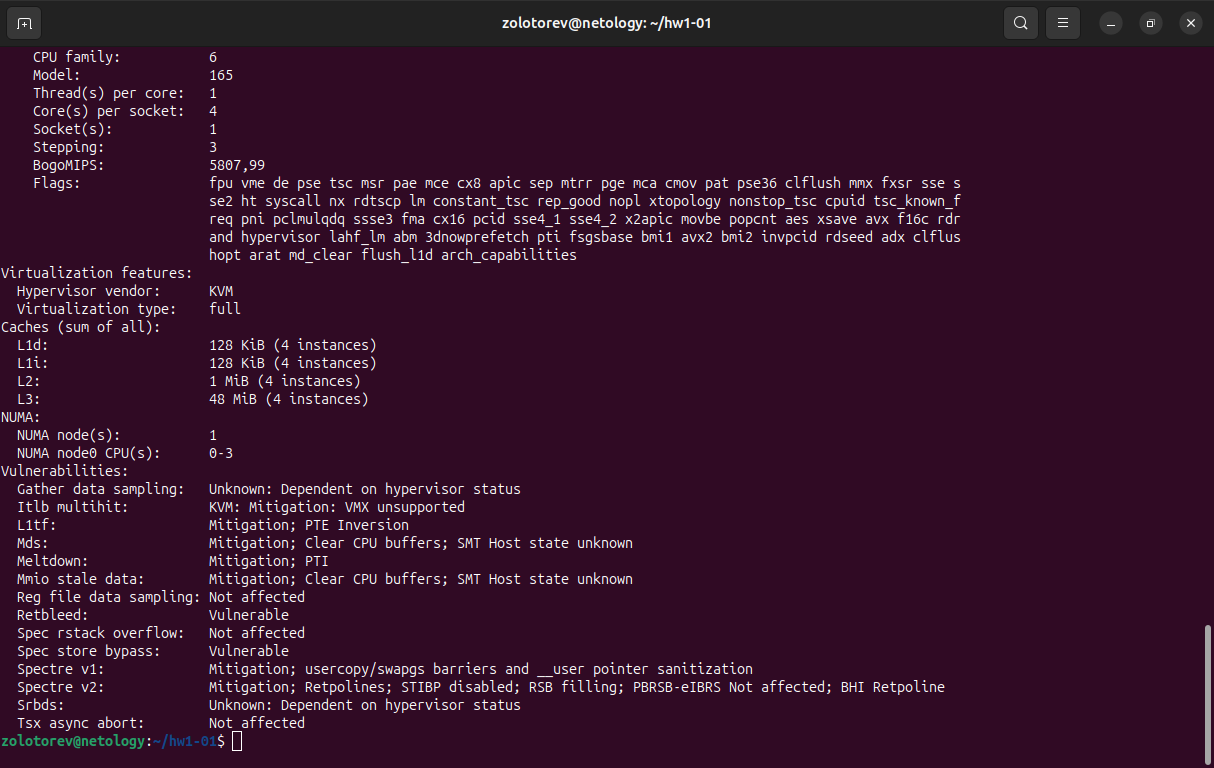 zolotorev@netology: ~/hw1-01
CPU family: 6
Model: 165
Thread(s) per core: 1
Core(s) per socket: 4
Socket(s): 1
Stepping: 3
BogoMIPS: 5807,99
Flags: fpu vme de pse tsc msr pae mce cx8 apic sep mtrr pge mca cmov pat pse36 clflush mmx fxsr sse s
se2 ht syscall nx rdtscp lm constant_tsc rep_good nopl xtopology nonstop_tsc cpuid tsc_known_f
req pni pclmulqdq ssse3 fma cx16 pcid sse4_1 sse4_2 x2apic movbe popcnt aes xsave avx f16c rdr
and hypervisor lahf_lm abm 3dnowprefetch pti fsgsbase bmi1 avx2 bmi2 invpcid rdseed adx clflus
hopt arat md_clear flush_l1d arch_capabilities
Virtualization features:
Hypervisor vendor: KVM
Virtualization type: full
Caches (sum of all):
L1d: 128 KiB (4 instances)
L1i: 128 KiB (4 instances)
L2: 1 MiB (4 instances)
L3: 48 MiB (4 instances)
NUMA:
NUMA node(s): 1
NUMA node0 CPU(s): 0-3
Vulnerabilities:
Gather data sampling: Unknown: Dependent on hypervisor status
Itlb multihit: KVM: Mitigation: VMX unsupported
L1tf: Mitigation; PTE Inversion
Mds: Mitigation; Clear CPU buffers; SMT Host state unknown
Meltdown: Mitigation; PTI
Mmio stale data: Mitigation; Clear CPU buffers; SMT Host state unknown
Reg file data sampling: Not affected
Retbleed: Vulnerable
Spec rstack overflow: Not affected
Spec store bypass: Vulnerable
Spectre v1: Mitigation; usercopy/swapgs barriers and __user pointer sanitization
Spectre v2: Mitigation; Retpolines; STIBP disabled; RSB filling; PBRSB-eIBRS Not affected; BHI Retpoline
Srbds: Unknown: Dependent on hypervisor status
Tsx async abort: Not affected
zolotorev@netology:~/hw1-01$